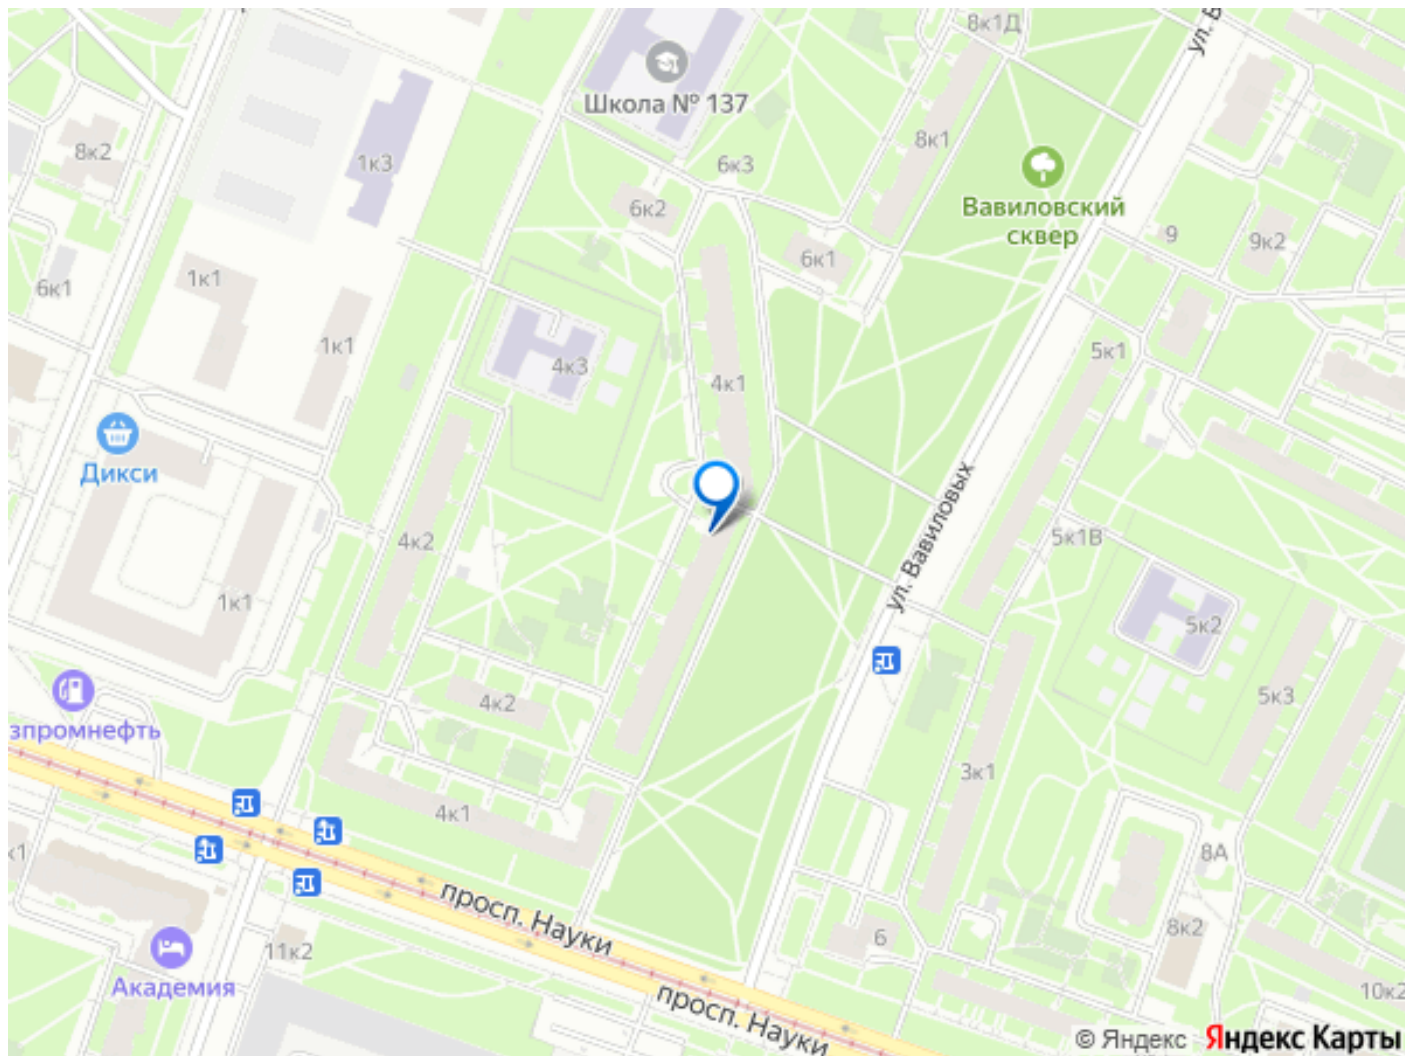 8к1Д
ул. В
Школа № 137
8к1
1к3
8к2
6к3
6к2
Вавиловский
сквер
9
9к2
6к1
1к1
6к1
1к1
5к1
4к3
4к1
Дикси
ул. Вавиловых
4к2
5к1В
1к1
5к2
4к2
5к3
зпромнефть
3к1
4к1
8А
к1
просп. Науки
6
8к2
11к2
Академия
10к2
просп. Науки
© Яндекс Яндекс Карты